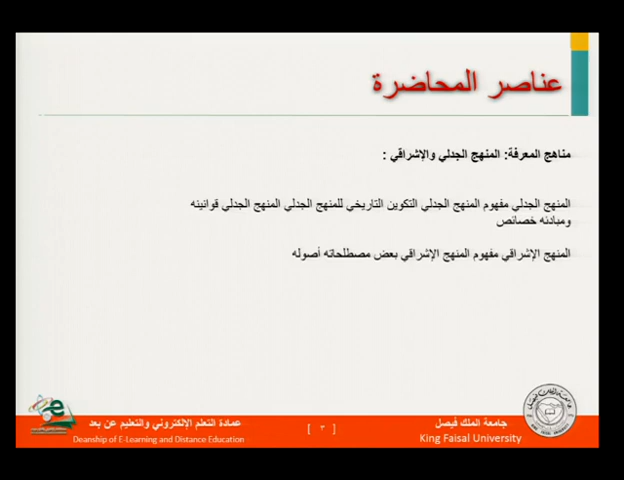 عناصر المحاضرة
مناهج المعرفة: المنهج الجدلي والإشراقي :
المنهج الجدلي مفهوم المنهج الجدلي التكوين التاريخي للمنهج الجدلي المنهج الجدلي قوانينه
ومبادئه خصائص
المنهج الإشراقي مفهوم المنهج الإشراقي بعض مصطلحاته أصوله
جامعة الملك فيصل
King Faisal University
[ ٣ ]
عمادة التعلم الإلكتروني والتعليم عن بعد
Deanship of E-Learning and Distance Education